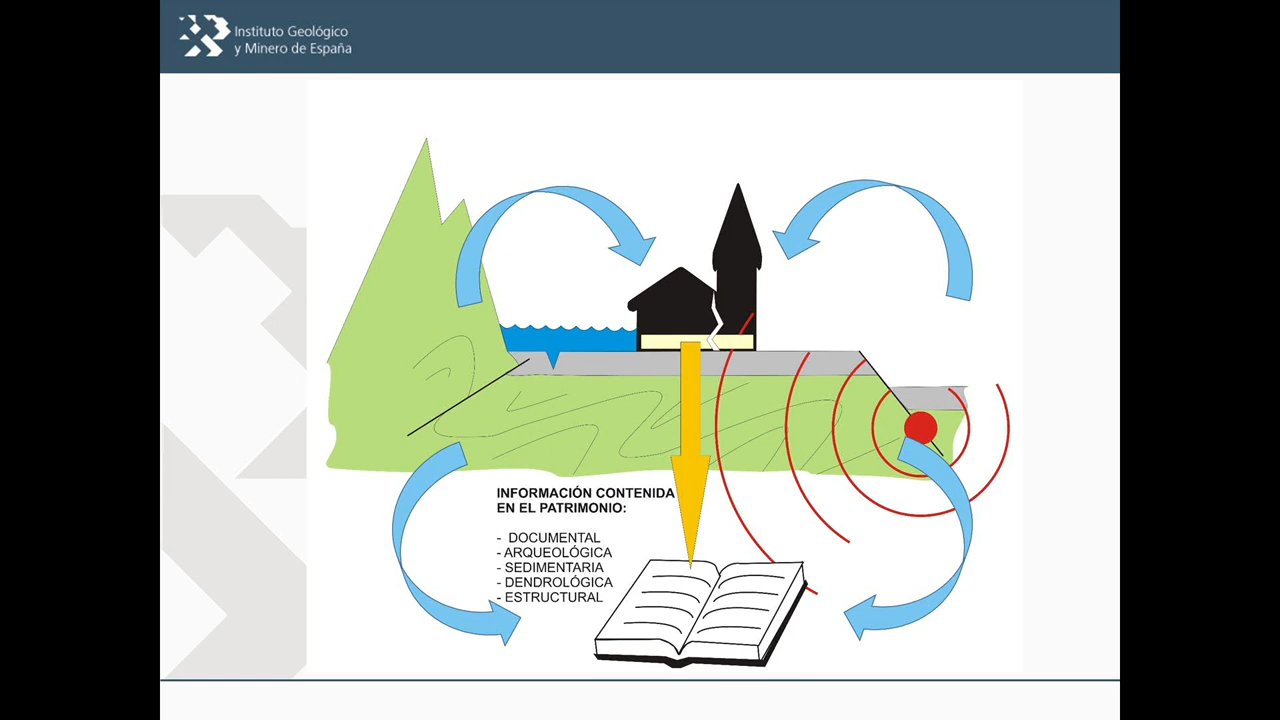 Instituto Geológico
y Minero de España
INFORMACIÓN CONTENIDA
EN EL PATRIMONIO:
- DOCUMENTAL
- ARQUEOLÓGICA
- SEDIMENTARIA
- DENDROLÓGICA
- ESTRUCTURAL